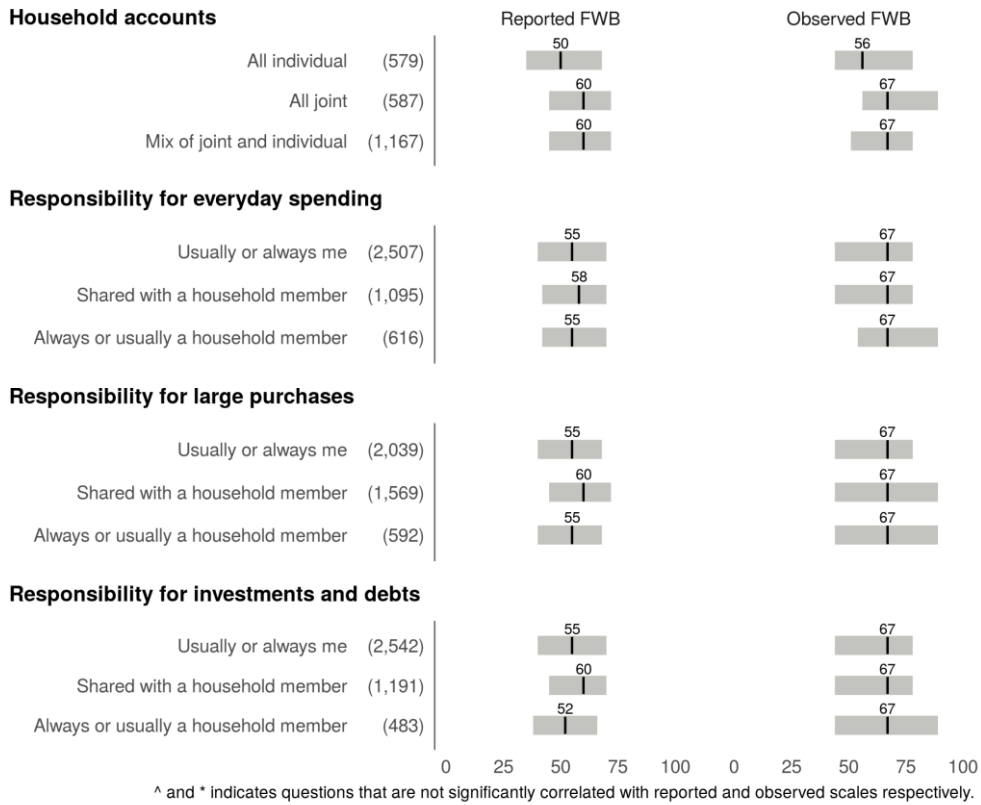 Household accounts Reported FWB Observed FWB
50 56
All individual (579)
60 67
All joint (587)
60 67
Mix of joint and individual (1,167)
Responsibility for everyday spending
55 67
Usually or always me (2,507)
58 67
Shared with a household member (1,095)
55 67
Always or usually a household member (616)
Responsibility for large purchases
55 67
Usually or always me (2,039)
60 67
Shared with a household member (1,569)
55 67
Always or usually a household member (592)
Responsibility for investments and debts
55 67
Usually or always me (2,542)
60 67
Shared with a household member (1,191)
52 67
Always or usually a household member (483)
0 25 50 75 100 0 25 50 75 100
^ and * indicates questions that are not significantly correlated with reported and observed scales respectively.